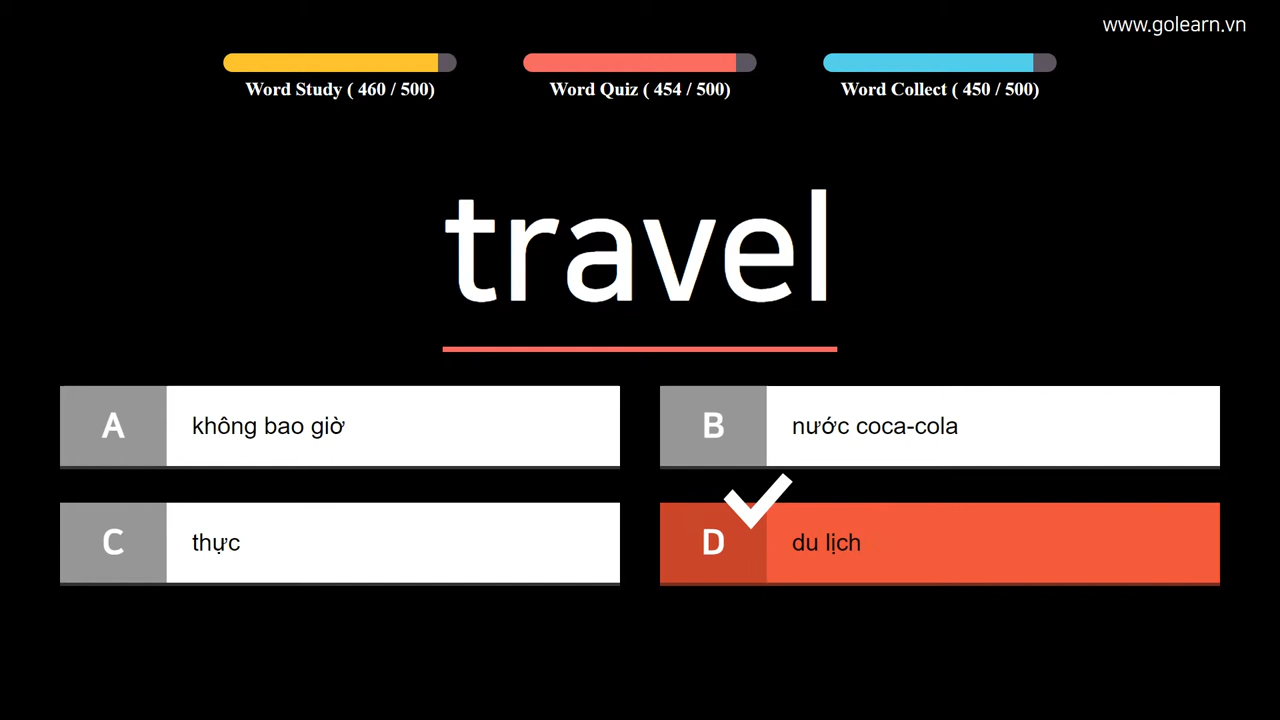 www.golearn.vn
Word Study ( 460 / 500)
Word Quiz ( 454 / 500)
Word Collect ( 450 / 500)
travel
A không bao giờ
B nước coca-cola
C thực
D du lịch